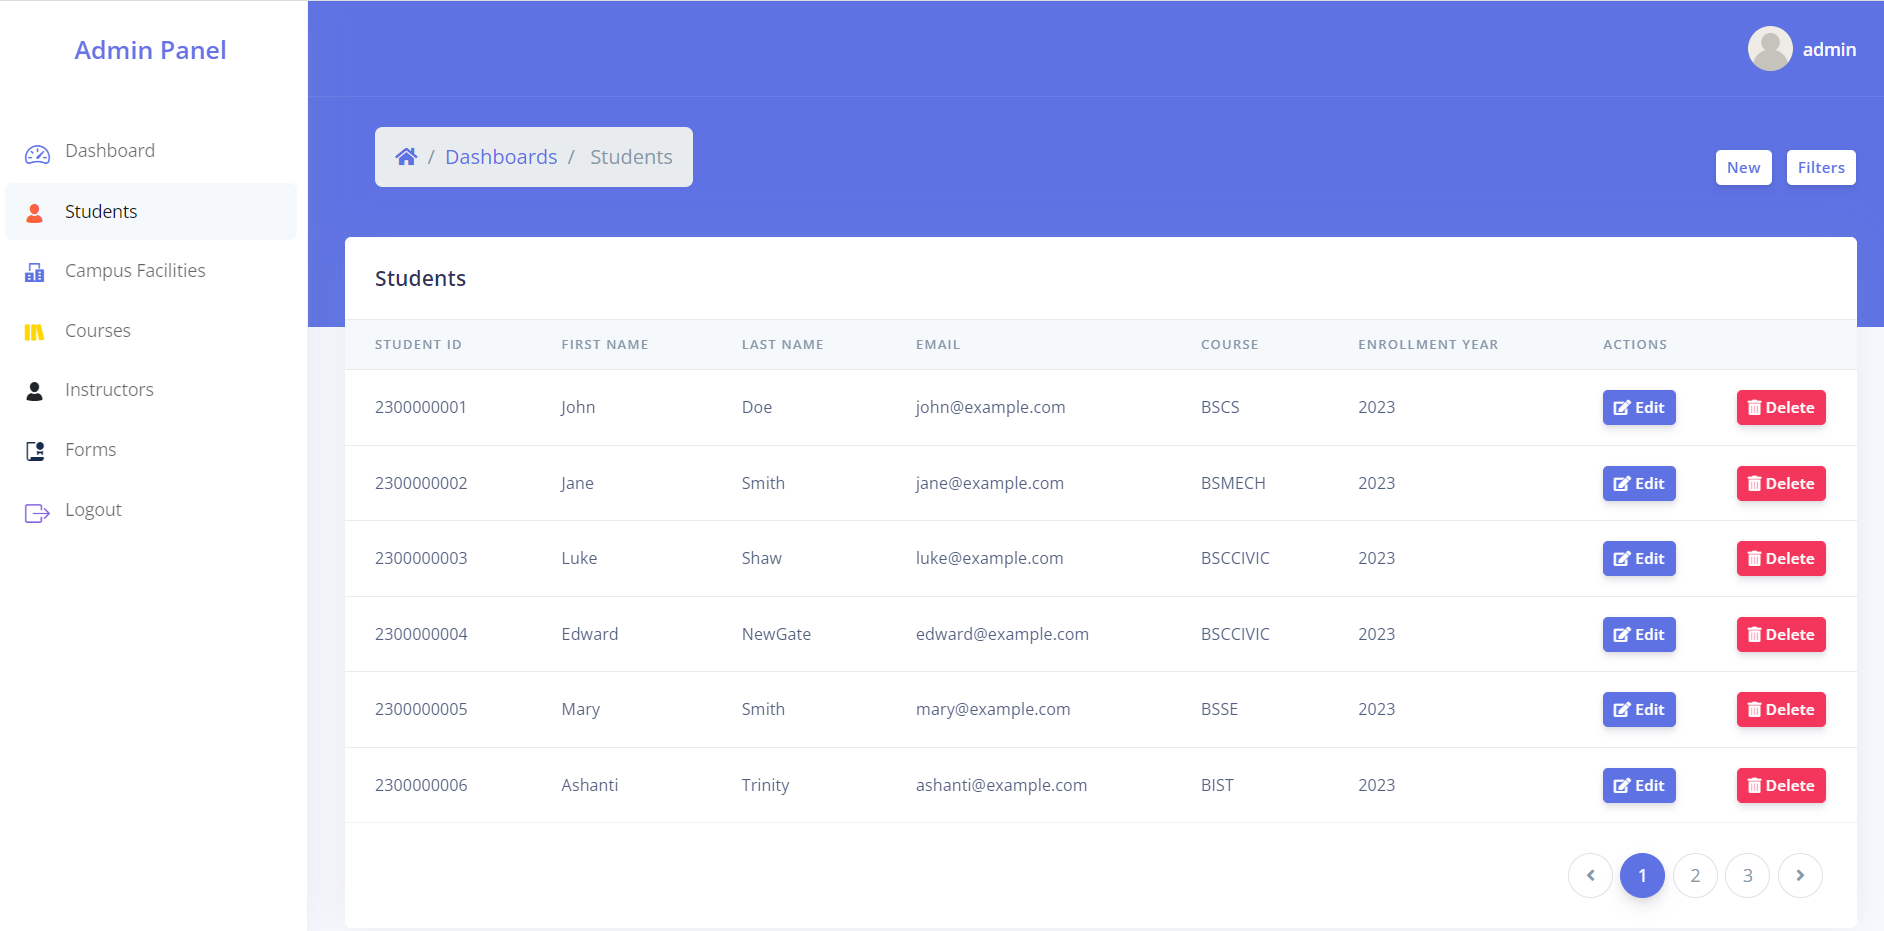 Admin Panel
admin
Dashboard
Students
Campus Facilities
Courses
Instructors
Forms
Logout
/ Dashboards / Students
New
Filters
Students
STUDENT ID FIRST NAME LAST NAME EMAIL COURSE ENROLLMENT YEAR ACTIONS
2300000001 John Doe john@example.com BSCS 2023 Edit Delete
2300000002 Jane Smith jane@example.com BSMECH 2023 Edit Delete
2300000003 Luke Shaw luke@example.com BSCCIVIC 2023 Edit Delete
2300000004 Edward NewGate edward@example.com BSCCIVIC 2023 Edit Delete
2300000005 Mary Smith mary@example.com BSSE 2023 Edit Delete
2300000006 Ashanti Trinity ashanti@example.com BIST 2023 Edit Delete
1 2 3